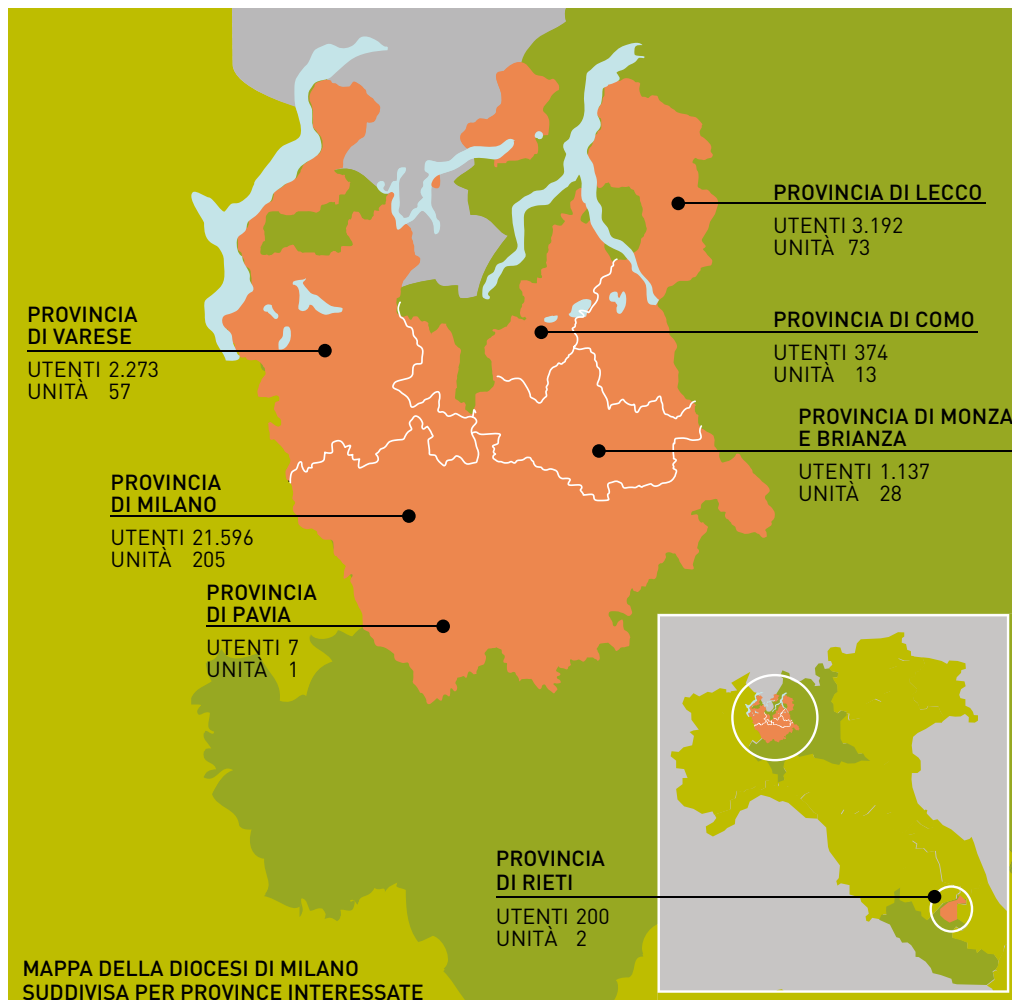 PROVINCIA DI LECCO
UTENTI 3.192
UNITÀ 73
PROVINCIA
DI VARESE
UTENTI 2.273
UNITÀ 57
PROVINCIA DI COMO
UTENTI 374
UNITÀ 13
PROVINCIA DI MONZA
E BRIANZA
UTENTI 1.137
UNITÀ 28
PROVINCIA
DI MILANO
UTENTI 21.596
UNITÀ 205
PROVINCIA
DI PAVIA
UTENTI 7
UNITÀ 1
PROVINCIA
DI RIETI
UTENTI 200
UNITÀ 2
MAPPA DELLA DIOCESI DI MILANO
SUDDIVISA PER PROVINCE INTERESSATE